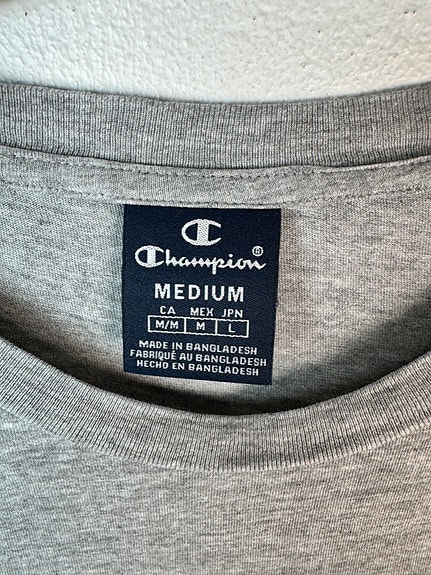 C
Champion®
MEDIUM
CA MEX JPN
M/M M L
MADE IN BANGLADESH
FABRIQUÉ AU BANGLADESH
HECHO EN BANGLADESH